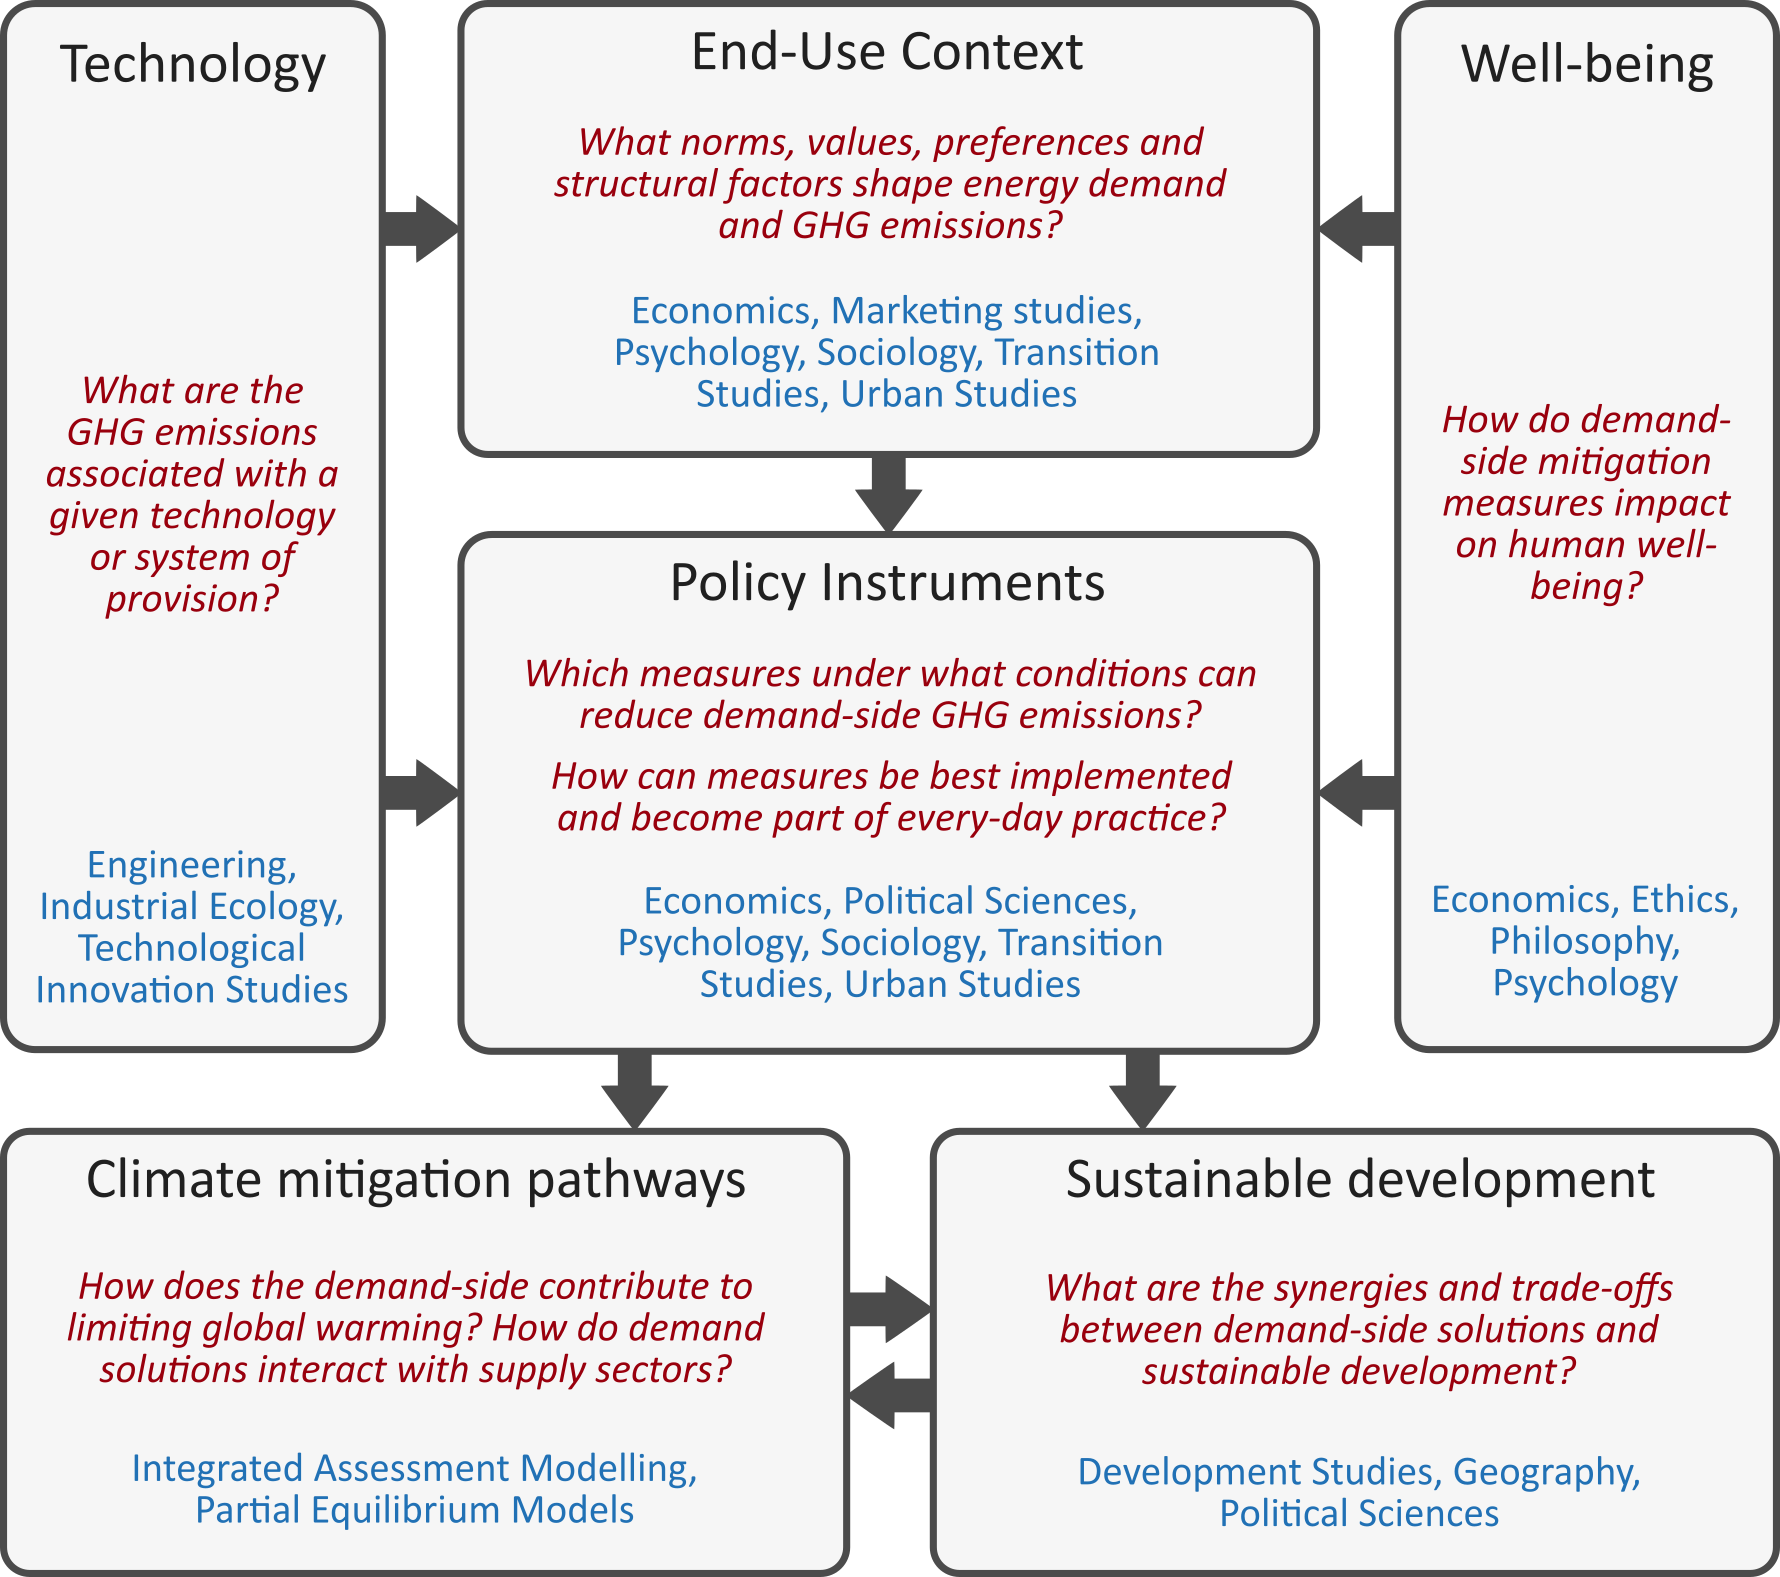 Technology
What are the
GHG emissions
associated with a
given technology
or system of
provision?
Engineering,
Industrial Ecology,
Technological
Innovation Studies
End-Use Context
What norms, values, preferences and
structural factors shape energy demand
and GHG emissions?
Economics, Marketing studies,
Psychology, Sociology, Transition
Studies, Urban Studies
Well-being
How do demand-
side mitigation
measures impact
on human well-
being?
Economics, Ethics,
Philosophy,
Psychology
Policy Instruments
Which measures under what conditions can
reduce demand-side GHG emissions?
How can measures be best implemented
and become part of every-day practice?
Economics, Political Sciences,
Psychology, Sociology, Transition
Studies, Urban Studies
Climate mitigation pathways
How does the demand-side contribute to
limiting global warming? How do demand
solutions interact with supply sectors?
Integrated Assessment Modelling,
Partial Equilibrium Models
Sustainable development
What are the synergies and trade-offs
between demand-side solutions and
sustainable development?
Development Studies, Geography,
Political Sciences